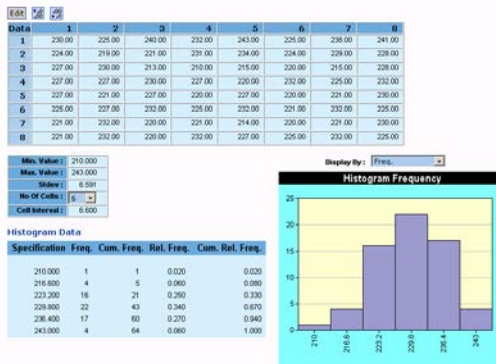 Edit
Data 1 2 3 4 5 6 7 8
1 230.00 225.00 240.00 232.00 243.00 225.00 238.00 241.00
2 224.00 219.00 221.00 231.00 234.00 224.00 229.00 228.00
3 227.00 230.00 213.00 210.00 215.00 220.00 215.00 228.00
4 227.00 227.00 230.00 227.00 220.00 232.00 225.00 232.00
5 227.00 221.00 227.00 220.00 227.00 220.00 221.00 230.00
6 225.00 227.00 232.00 225.00 232.00 221.00 232.00 225.00
7 221.00 232.00 220.00 221.00 214.00 220.00 221.00 230.00
8 221.00 232.00 220.00 232.00 227.00 225.00 232.00 225.00
Min. Value : 210.000
Max. Value : 243.000
Stdev : 6.591
No Of Cells : 6
Cell Interval : 6.600
Display By : Freq.
Histogram Data
Specification Freq. Cum. Freq. Rel. Freq. Cum. Rel. Freq.
210.000 1 1 0.020 0.020
216.600 4 5 0.060 0.080
223.200 16 21 0.250 0.330
229.800 22 43 0.340 0.670
236.400 17 60 0.270 0.940
243.000 4 64 0.060 1.000
Histogram Frequency
25
20
15
10
5
0
210 216.6 223.2 229.8 236.4 243